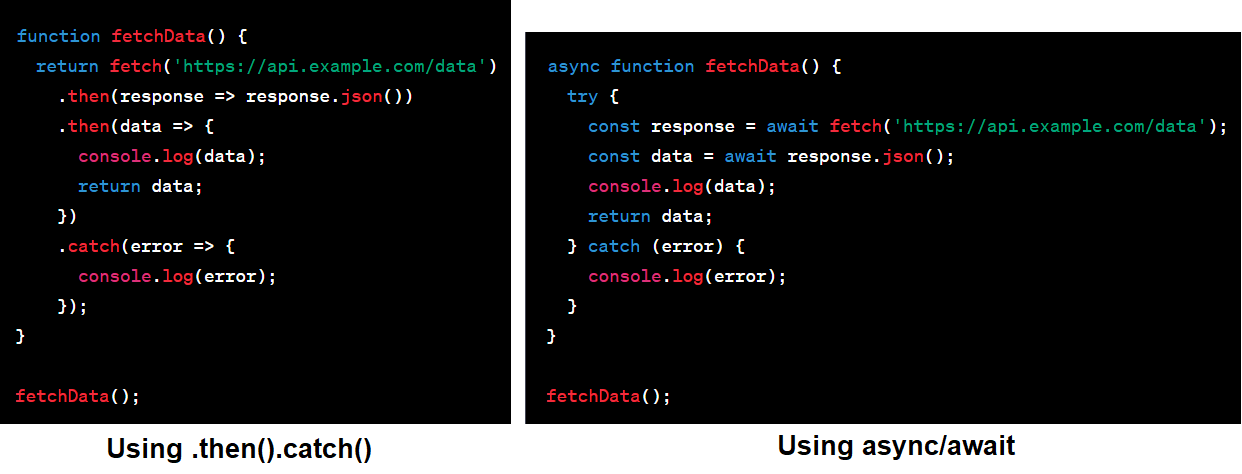 function fetchData() {
  return fetch('https://api.example.com/data')
    .then(response => response.json())
    .then(data => {
      console.log(data);
      return data;
    })
    .catch(error => {
      console.log(error);
    });
}

fetchData();
Using .then().catch()
async function fetchData() {
  try {
    const response = await fetch('https://api.example.com/data');
    const data = await response.json();
    console.log(data);
    return data;
  } catch (error) {
    console.log(error);
  }
}

fetchData();
Using async/await